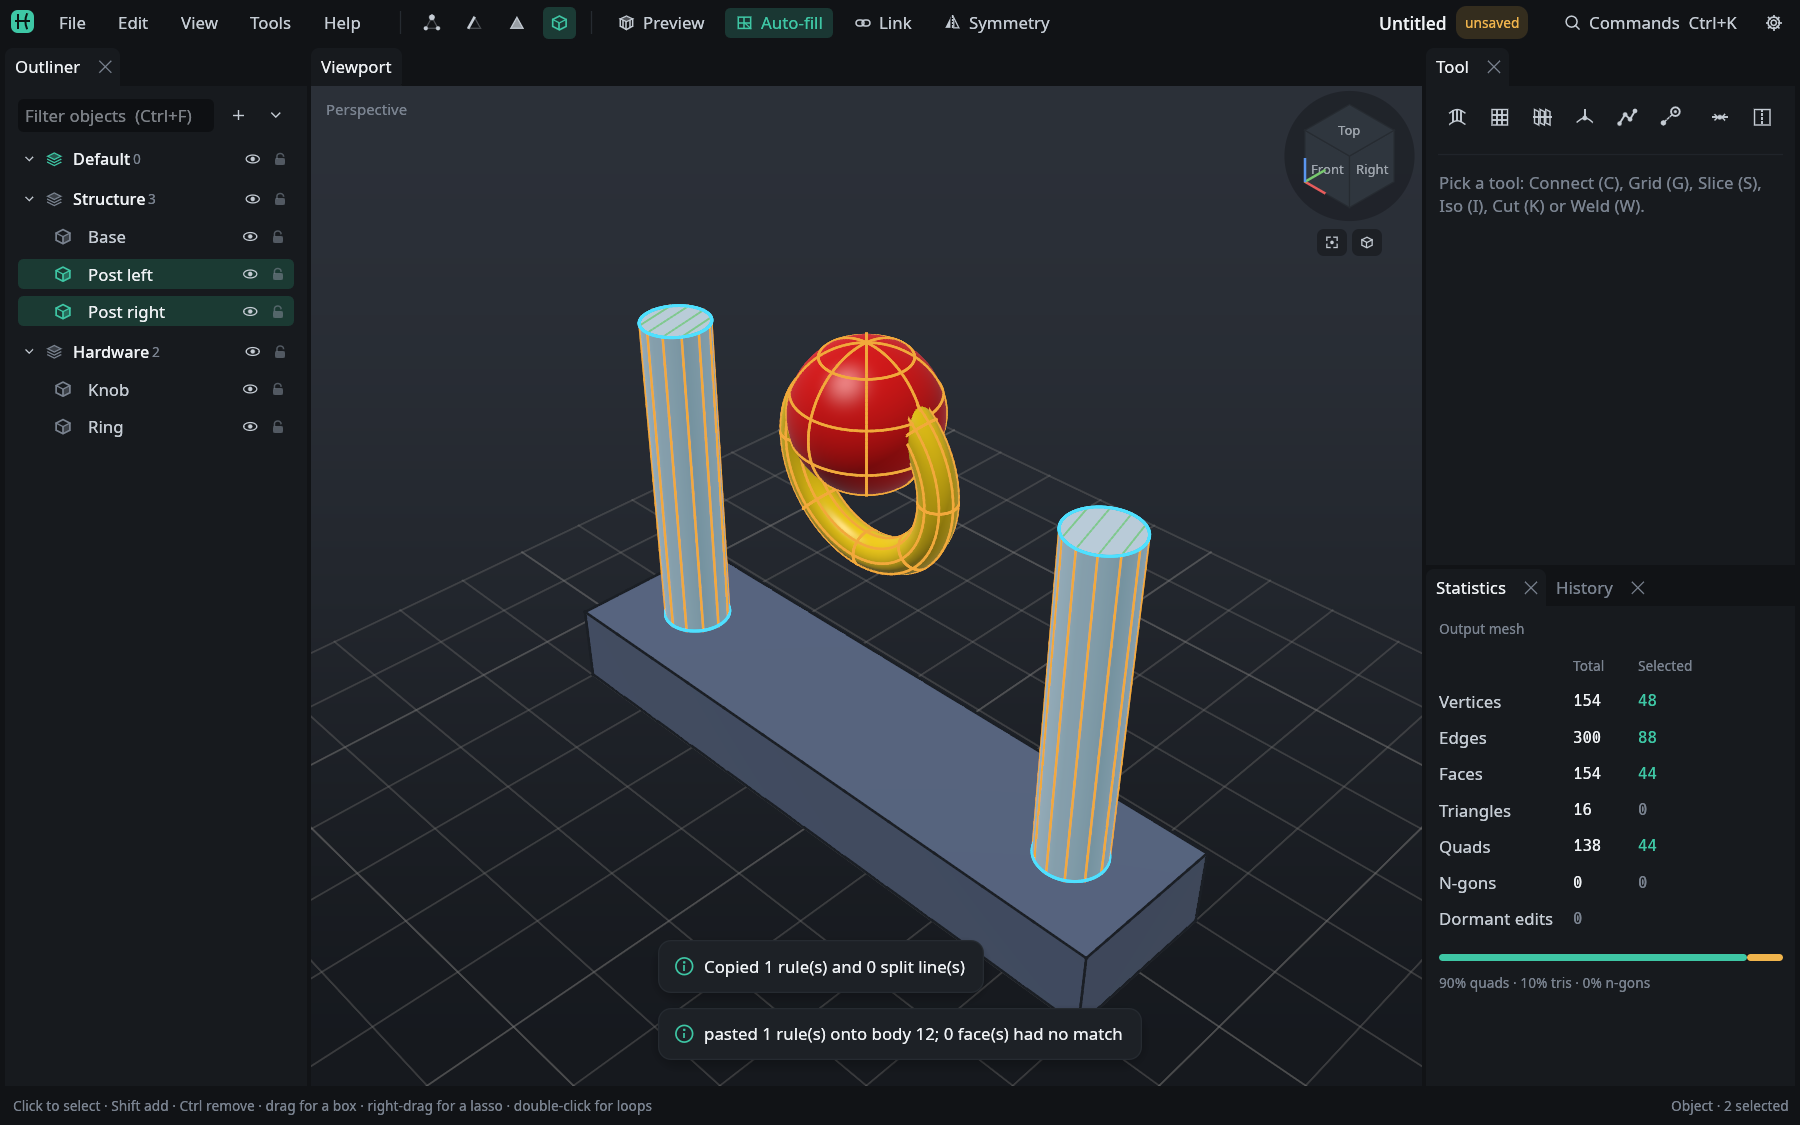 File Edit View Tools Help Preview Auto-fill Link Symmetry Untitled unsaved Commands Ctrl+K
Outliner
Viewport
Tool
Filter objects (Ctrl+F)
Perspective
Default 0
Structure 3
Base
Post left
Post right
Hardware 2
Knob
Ring
Top
Front Right
Pick a tool: Connect (C), Grid (G), Slice (S),
Iso (I), Cut (K) or Weld (W).
Statistics History
Output mesh
Total Selected
Vertices 154 48
Edges 300 88
Faces 154 44
Triangles 16 0
Quads 138 44
N-gons 0 0
Dormant edits 0
90% quads · 10% tris · 0% n-gons
Copied 1 rule(s) and 0 split line(s)
pasted 1 rule(s) onto body 12; 0 face(s) had no match
Click to select · Shift add · Ctrl remove · drag for a box · right-drag for a lasso · double-click for loops
Object · 2 selected